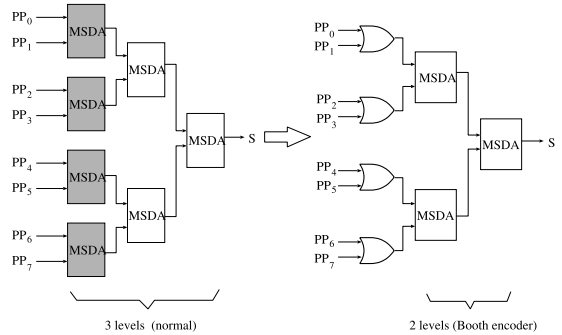 PP0
PP1
MSDA
PP2
PP3
MSDA
MSDA
PP4
PP5
MSDA
PP6
PP7
MSDA
MSDA
MSDA
S
3 levels (normal)
PP0
PP1
PP2
PP3
MSDA
PP4
PP5
PP6
PP7
MSDA
MSDA
S
2 levels (Booth encoder)